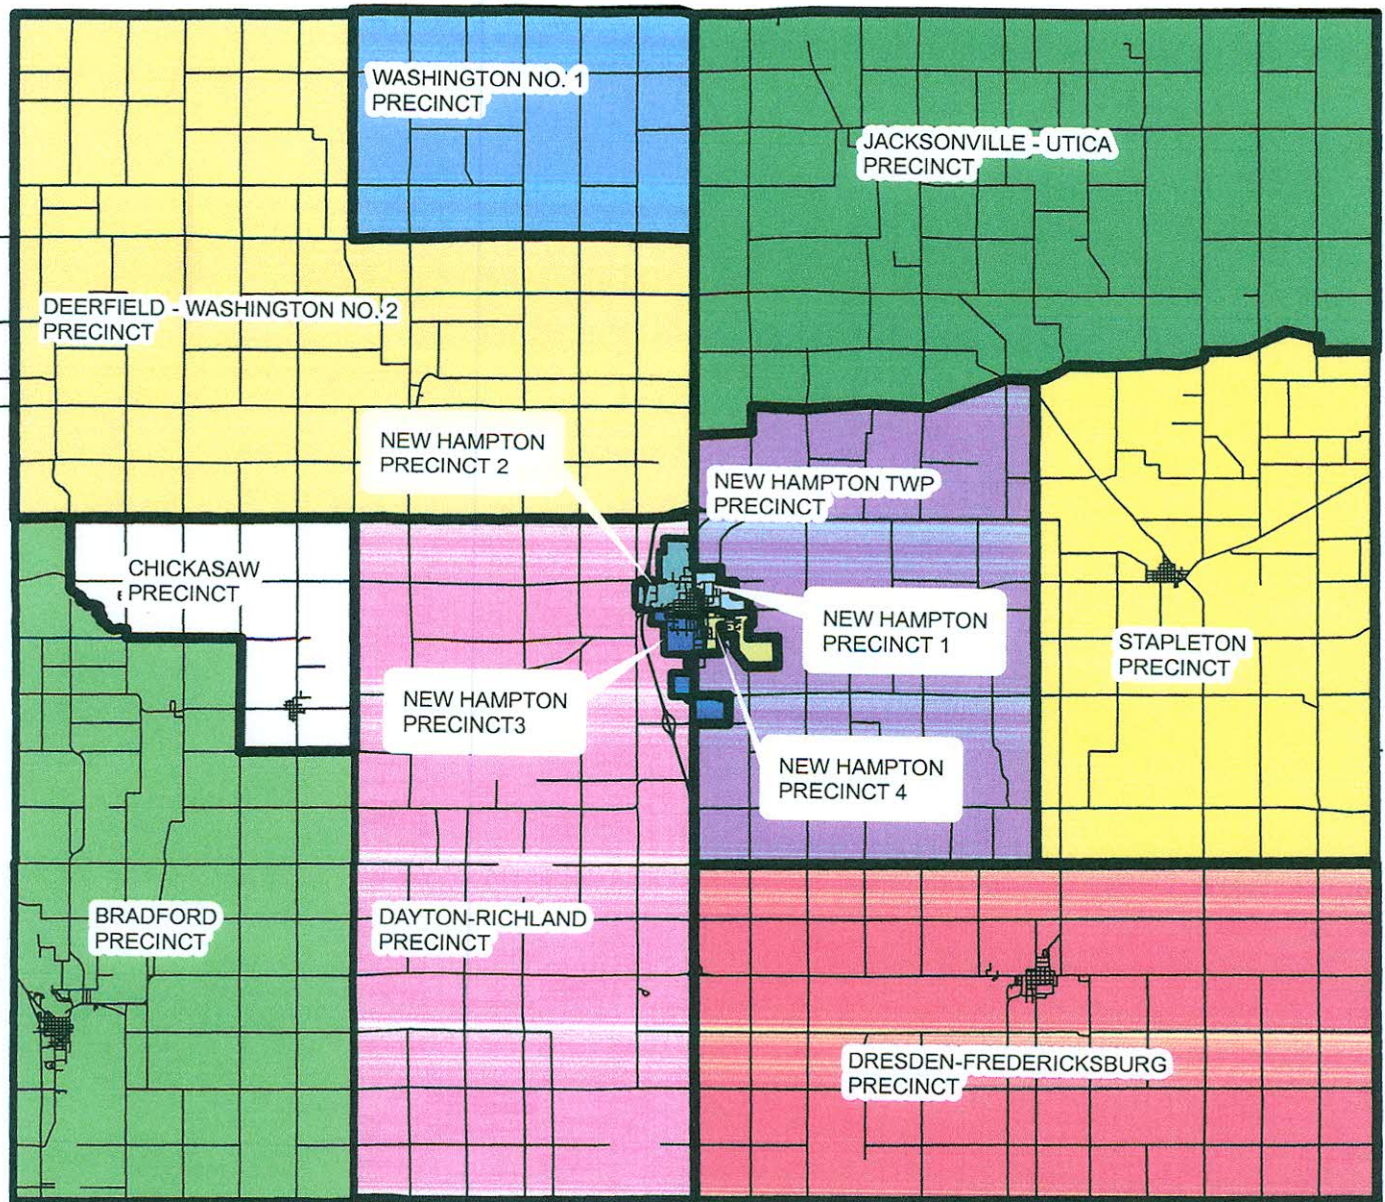 WASHINGTON NO. 1
PRECINCT
JACKSONVILLE - UTICA
PRECINCT
DEERFIELD - WASHINGTON NO. 2
PRECINCT
NEW HAMPTON
PRECINCT 2
NEW HAMPTON TWP
PRECINCT
CHICKASAW
PRECINCT
NEW HAMPTON
PRECINCT 1
STAPLETON
PRECINCT
NEW HAMPTON
PRECINCT3
NEW HAMPTON
PRECINCT 4
BRADFORD
PRECINCT
DAYTON-RICHLAND
PRECINCT
DRESDEN-FREDERICKSBURG
PRECINCT